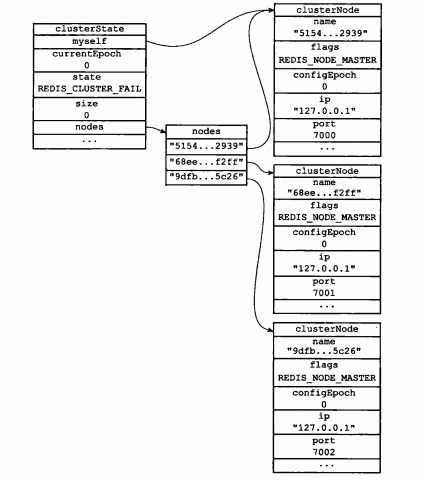 clusterState
myself
currentEpoch
0
state
REDIS_CLUSTER_FAIL
size
0
nodes
...
nodes
"5154...2939"
"68ee...f2ff"
"9dfb...5c26"
clusterNode
name
"5154...2939"
flags
REDIS_NODE_MASTER
configEpoch
0
ip
"127.0.0.1"
port
7000
...
clusterNode
name
"68ee...f2ff"
flags
REDIS_NODE_MASTER
configEpoch
0
ip
"127.0.0.1"
port
7001
...
clusterNode
name
"9dfb...5c26"
flags
REDIS_NODE_MASTER
configEpoch
0
ip
"127.0.0.1"
port
7002
...